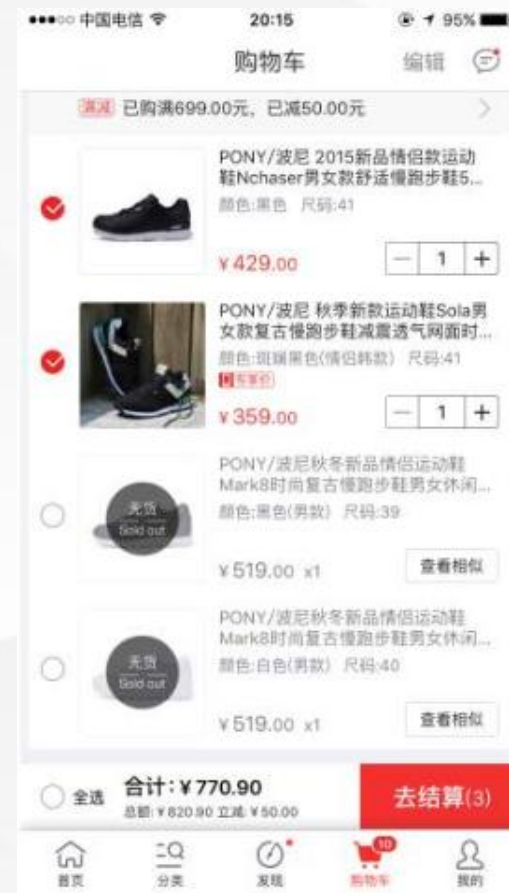 中国电信 20:15 95%
购物车 编辑
满减 已购满699.00元，已减50.00元
PONY/波尼 2015新品情侣款运动
鞋Nchaser男女款舒适慢跑步鞋5...
颜色:黑色 尺码:41
¥429.00 1
PONY/波尼 秋季新款运动鞋Sola男
女款复古慢跑步鞋减震透气网面时...
颜色:斑斓黑色(情侣韩款) 尺码:41
专享价
¥359.00 1
PONY/波尼秋冬新品情侣运动鞋
Mark8时尚复古慢跑步鞋男女休闲...
颜色:黑色(男款) 尺码:39
无货
Sold out
¥519.00 x1 查看相似
PONY/波尼秋冬新品情侣运动鞋
Mark8时尚复古慢跑步鞋男女休闲...
颜色:白色(男款) 尺码:40
无货
Sold out
¥519.00 x1 查看相似
全选 合计:¥770.90 去结算(3)
总额:¥820.90 立减:¥50.00
10
首页 分类 发现 购物车 我的